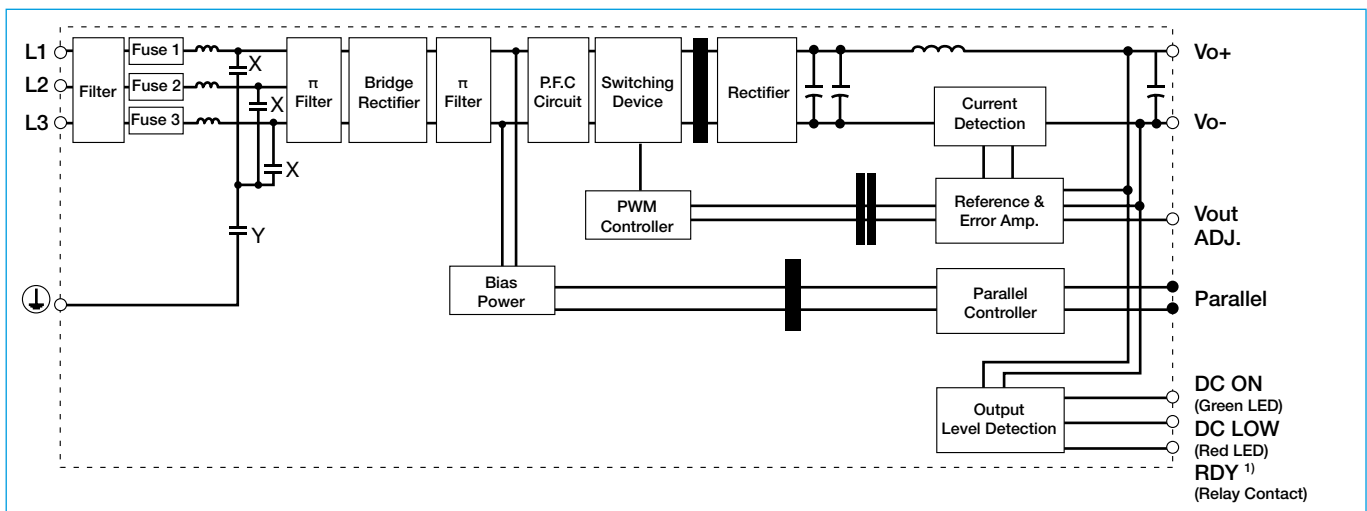 L1
L2
L3
Filter
Fuse 1
Fuse 2
Fuse 3
X
X
X
Y
π
Filter
Bridge
Rectifier
π
Filter
P.F.C
Circuit
Switching
Device
Rectifier
Current
Detection
Vo+
Vo-
PWM
Controller
Reference &
Error Amp.
Vout
ADJ.
Bias
Power
Parallel
Controller
Parallel
Output
Level Detection
DC ON
(Green LED)
DC LOW
(Red LED)
RDY 1)
(Relay Contact)